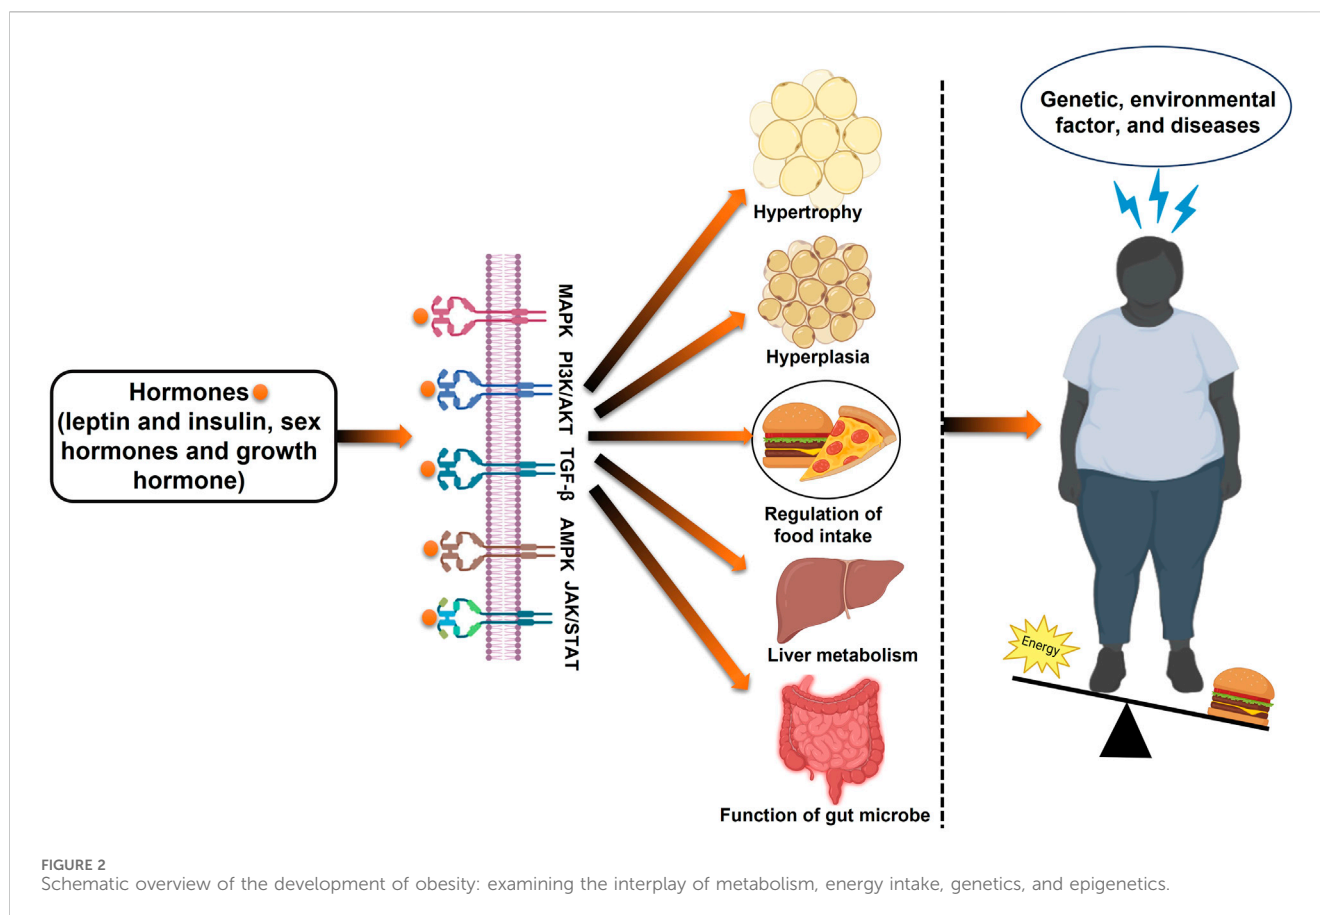 Hormones
(leptin and insulin, sex
hormones and growth
hormone)
MAPK
PI3K/AKT
TGF-β
AMPK
JAK/STAT
Hypertrophy
Hyperplasia
Regulation of
food intake
Liver metabolism
Function of gut microbe
Genetic, environmental
factor, and diseases
Energy
FIGURE 2
Schematic overview of the development of obesity: examining the interplay of metabolism, energy intake, genetics, and epigenetics.